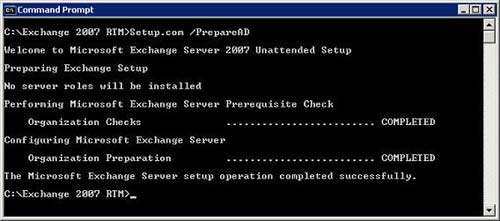 Command Prompt
C:\Exchange 2007 RTM>Setup.com /PrepareAD
Welcome to Microsoft Exchange Server 2007 Unattended Setup
Preparing Exchange Setup
No server roles will be installed
Performing Microsoft Exchange Server Prerequisite Check
Organization Checks ......................... COMPLETED
Configuring Microsoft Exchange Server
Organization Preparation ......................... COMPLETED
The Microsoft Exchange Server setup operation completed successfully.
C:\Exchange 2007 RTM>_